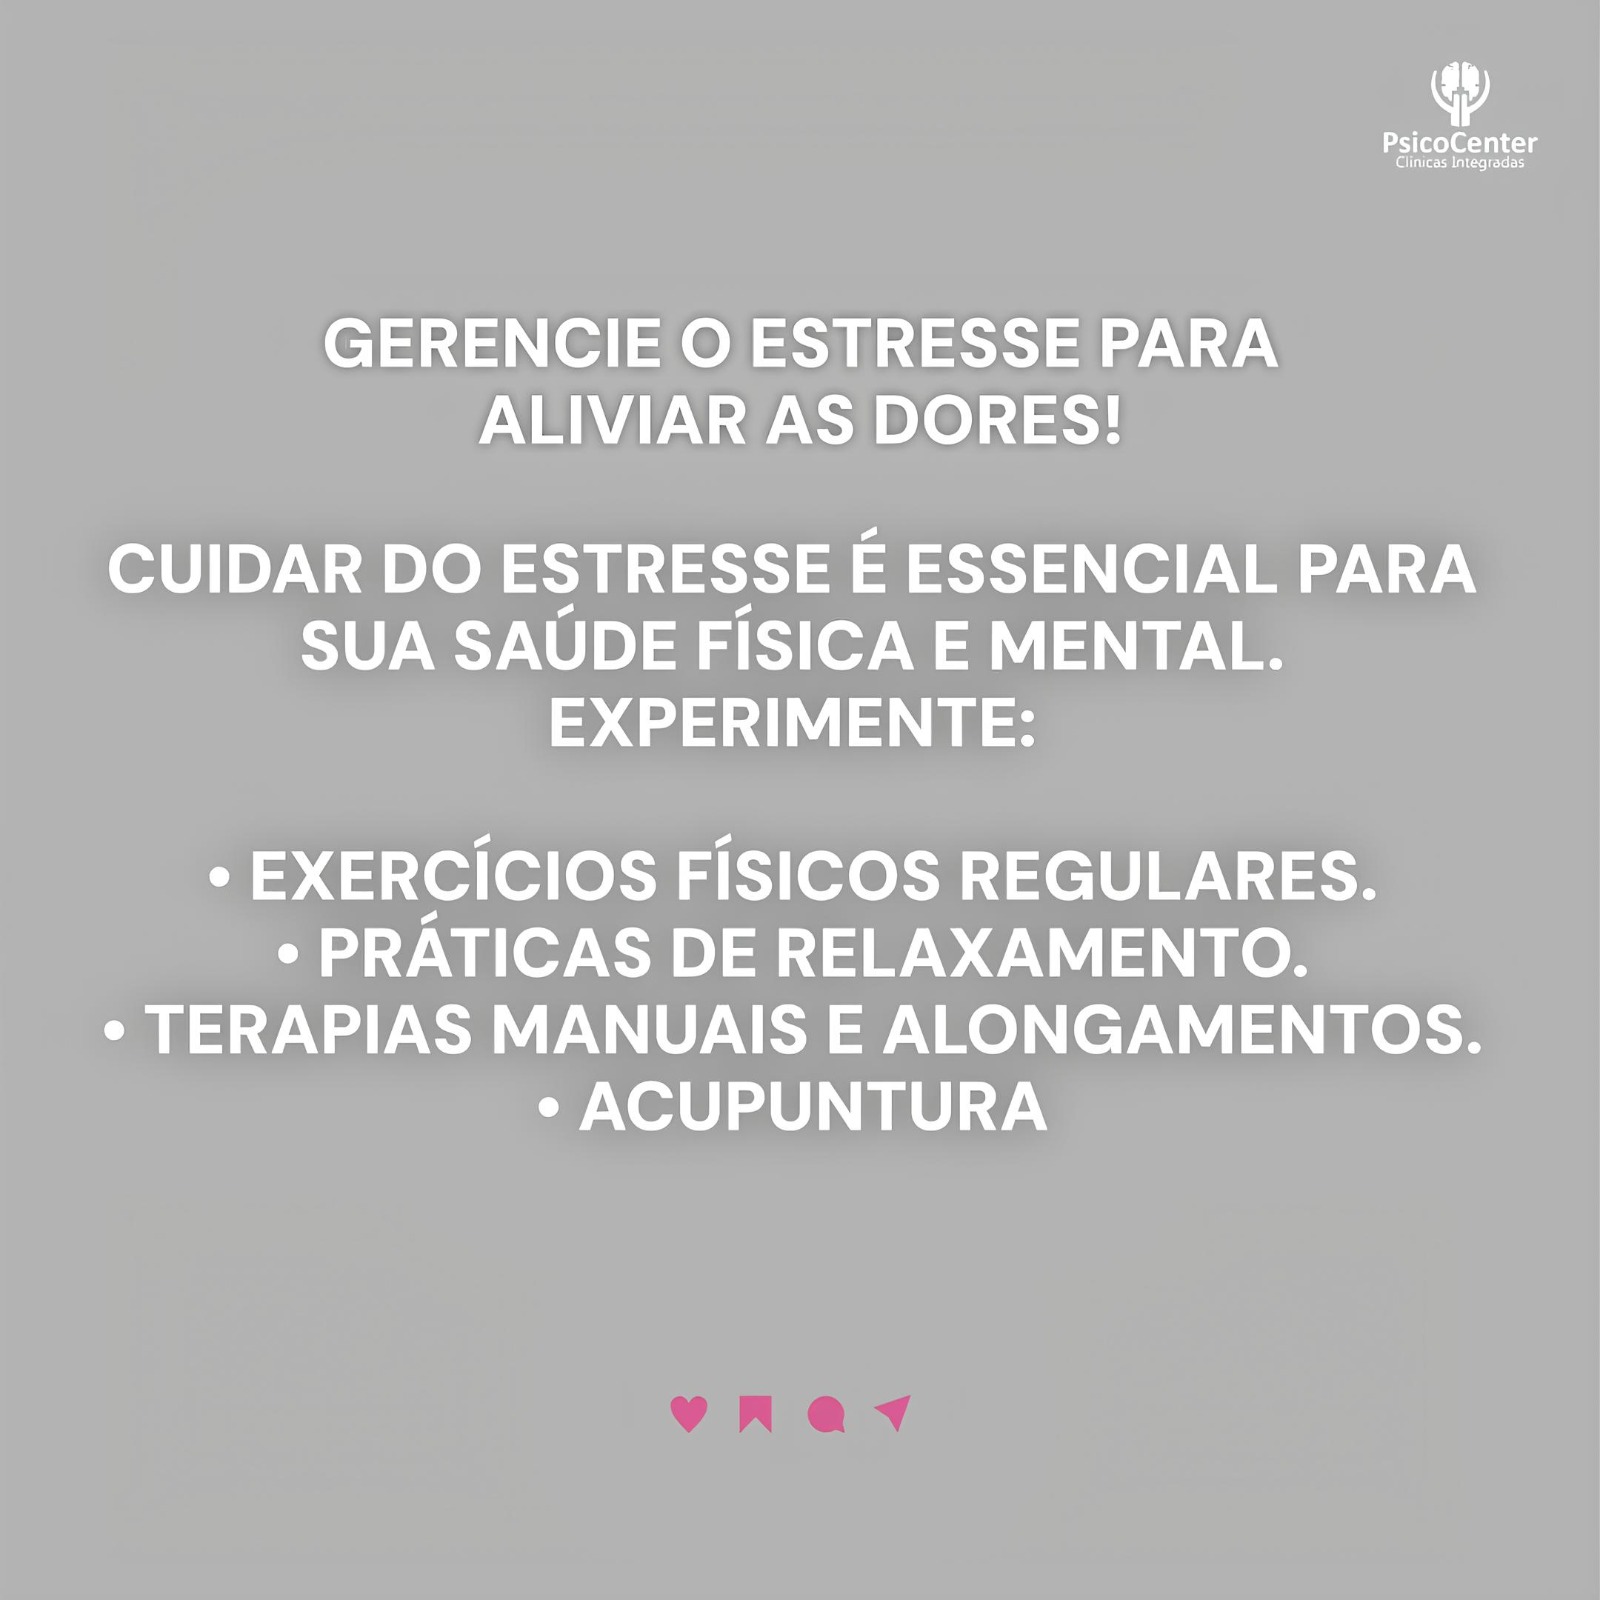 PsicoCenter
Clínicas Integradas
GERENCIE O ESTRESSE PARA
ALIVIAR AS DORES!
CUIDAR DO ESTRESSE É ESSENCIAL PARA
SUA SAÚDE FÍSICA E MENTAL.
EXPERIMENTE:
• EXERCÍCIOS FÍSICOS REGULARES.
• PRÁTICAS DE RELAXAMENTO.
• TERAPIAS MANUAIS E ALONGAMENTOS.
• ACUPUNTURA